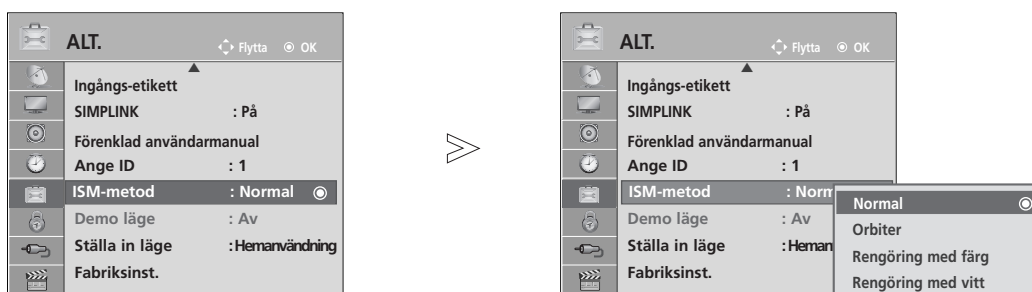 ALT.
Flytta OK
Ingångs-etikett
SIMPLINK : På
Förenklad användarmanual
Ange ID : 1
ISM-metod : Normal
Demo läge : Av
Ställa in läge :Hemanvändning
Fabriksinst.
ALT.
Flytta OK
Ingångs-etikett
SIMPLINK : På
Förenklad användarmanual
Ange ID : 1
ISM-metod : Norm
Demo läge : Av
Ställa in läge :Heman
Fabriksinst.
Normal
Orbiter
Rengöring med färg
Rengöring med vitt